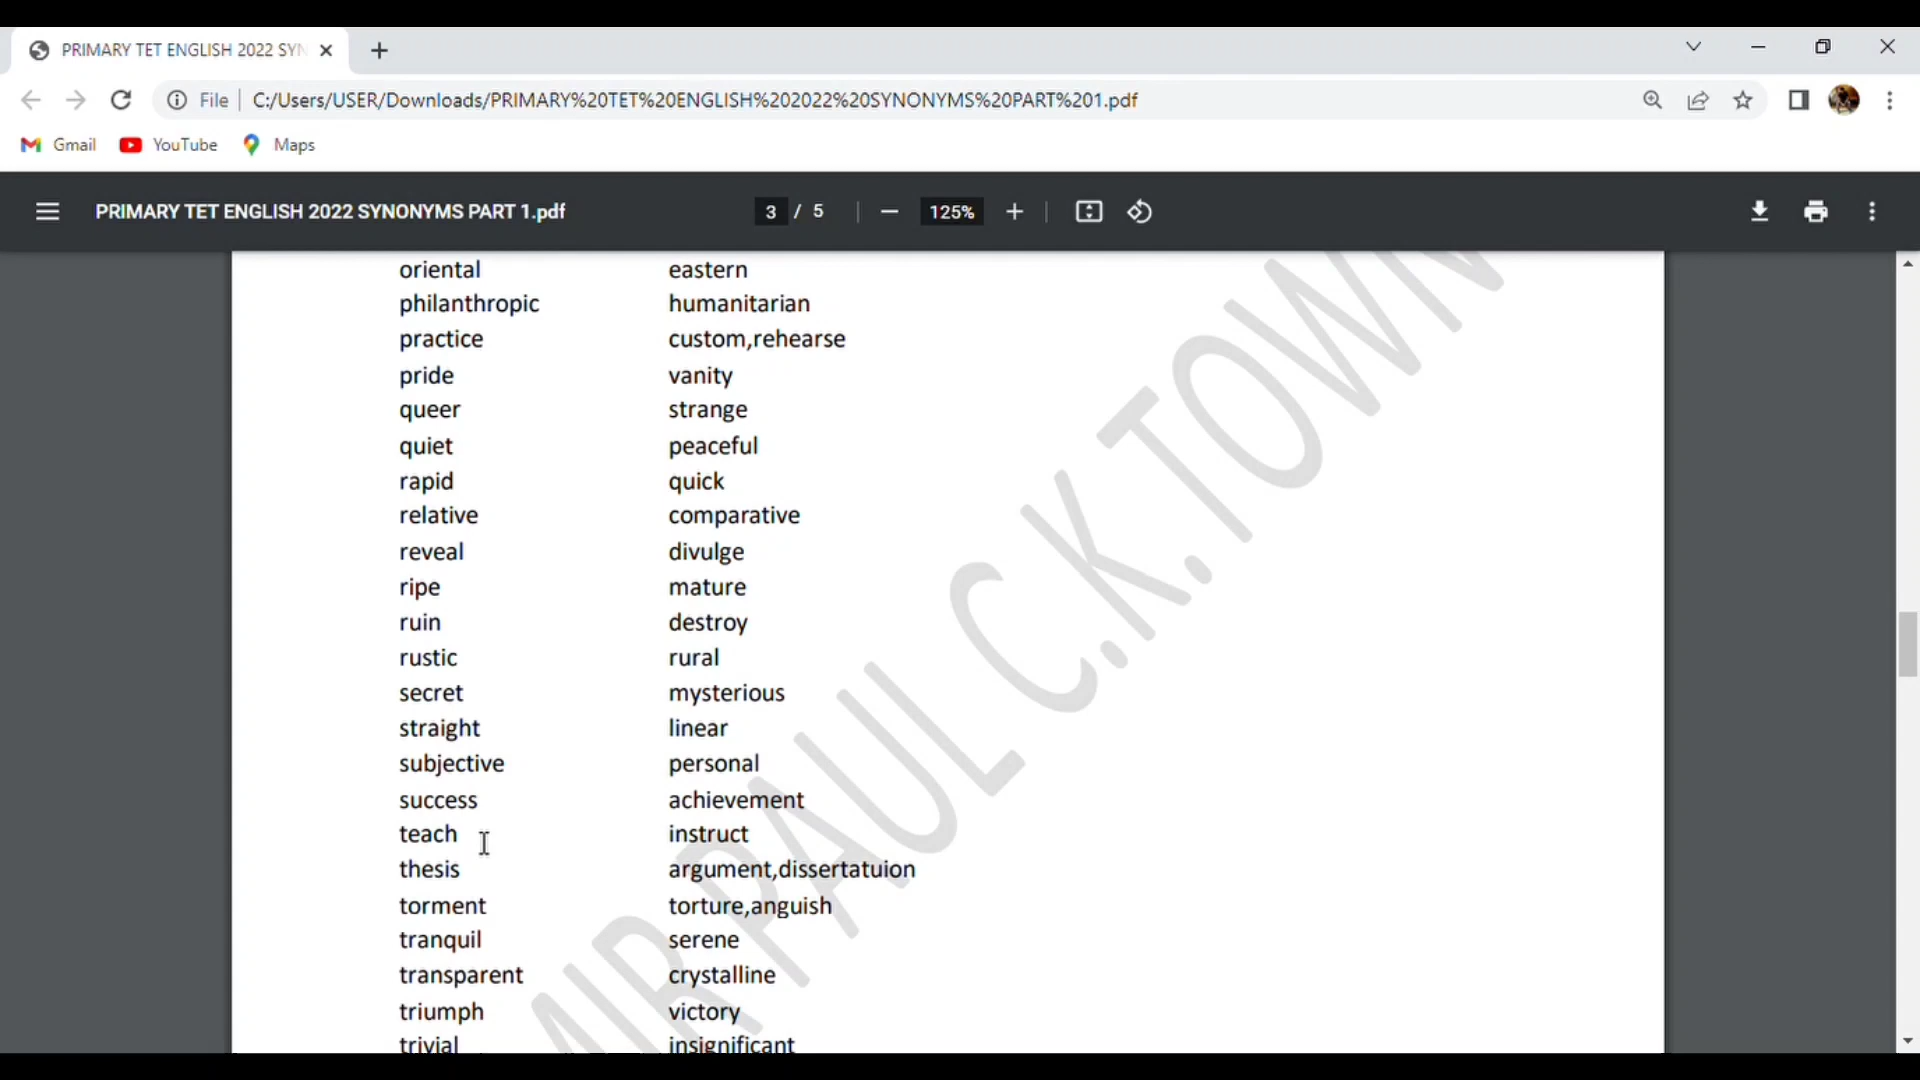 PRIMARY TET ENGLISH 2022 SYN
File C:/Users/USER/Downloads/PRIMARY%20TET%20ENGLISH%202022%20SYNONYMS%20PART%201.pdf
Gmail YouTube Maps
PRIMARY TET ENGLISH 2022 SYNONYMS PART 1.pdf 3 / 5 125%
oriental eastern
philanthropic humanitarian
practice custom,rehearse
pride vanity
queer strange
quiet peaceful
rapid quick
relative comparative
reveal divulge
ripe mature
ruin destroy
rustic rural
secret mysterious
straight linear
subjective personal
success achievement
teach instruct
thesis argument,dissertatuion
torment torture,anguish
tranquil serene
transparent crystalline
triumph victory
trivial insignificant
PAUL C.K.TOWN